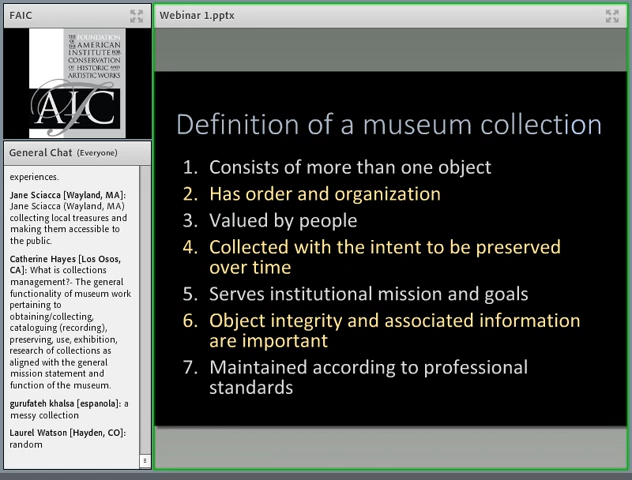 FAIC
THE FOUNDATION
OF THE AMERICAN
INSTITUTE FOR
CONSERVATION
OF HISTORIC AND
ARTISTIC WORKS
AIC
General Chat (Everyone)
experiences.
Jane Sciacca [Wayland, MA]:
Jane Sciacca (Wayland, MA)
collecting local treasures and
making them accessible to
the public.
Catherine Hayes [Los Osos,
CA]: What is collections
management?- The general
functionality of museum work
pertaining to
obtaining/collecting,
cataloguing (recording),
preserving, use, exhibition,
research of collections as
aligned with the general
mission statement and
function of the museum.
gurufateh khalsa [espanola]: a
messy collection
Laurel Watson [Hayden, CO]:
random
Webinar 1.pptx
Definition of a museum collection
1. Consists of more than one object
2. Has order and organization
3. Valued by people
4. Collected with the intent to be preserved
over time
5. Serves institutional mission and goals
6. Object integrity and associated information
are important
7. Maintained according to professional
standards